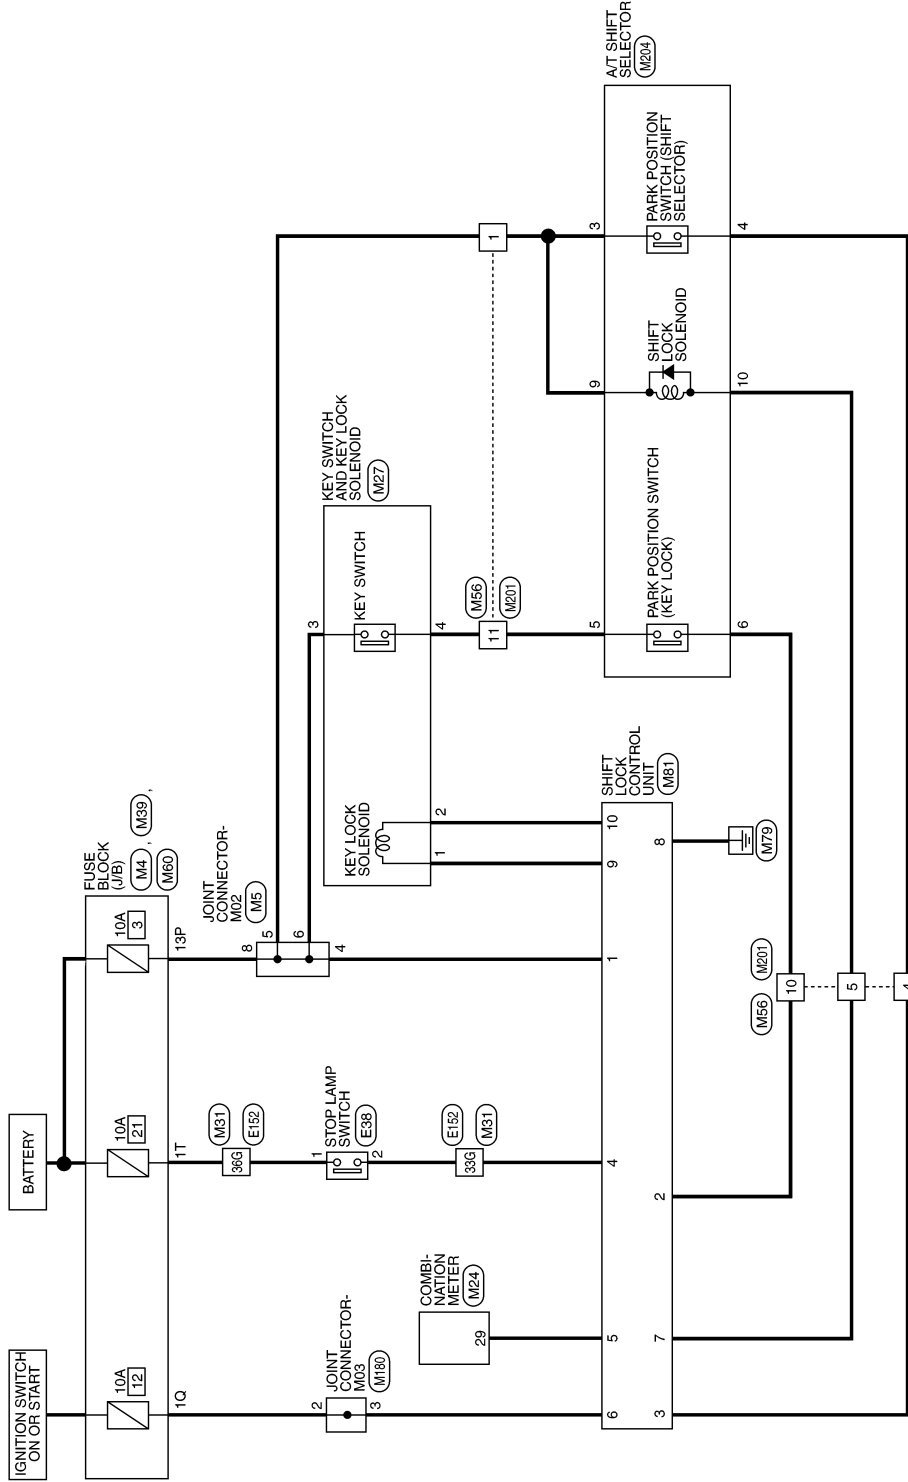 IGNITION SWITCH
ON OR START
BATTERY
10A
12
10A
21
10A
3
FUSE
BLOCK
(J/B)
M4
,
M39
,
M60
1Q
1T
13P
M31
36G
E152
JOINT
CONNECTOR-
M02
M5
8
5
6
4
2
JOINT
CONNECTOR-
M03
M180
3
1
STOP LAMP
SWITCH
E38
2
KEY SWITCH
AND KEY LOCK
SOLENOID
M27
3
KEY SWITCH
KEY LOCK
SOLENOID
1
2
4
COMBI-
NATION
METER
M24
29
E152
33G
M31
M56
11
M201
1
A/T SHIFT
SELECTOR
M204
5
9
3
PARK POSITION SWITCH
(KEY LOCK)
SHIFT
LOCK
SOLENOID
PARK POSITION
SWITCH (SHIFT
SELECTOR)
6
10
4
SHIFT
LOCK
CONTROL
UNIT
M81
6
5
4
1
9
10
3
7
2
8
M79
M56
10
M201
5
4